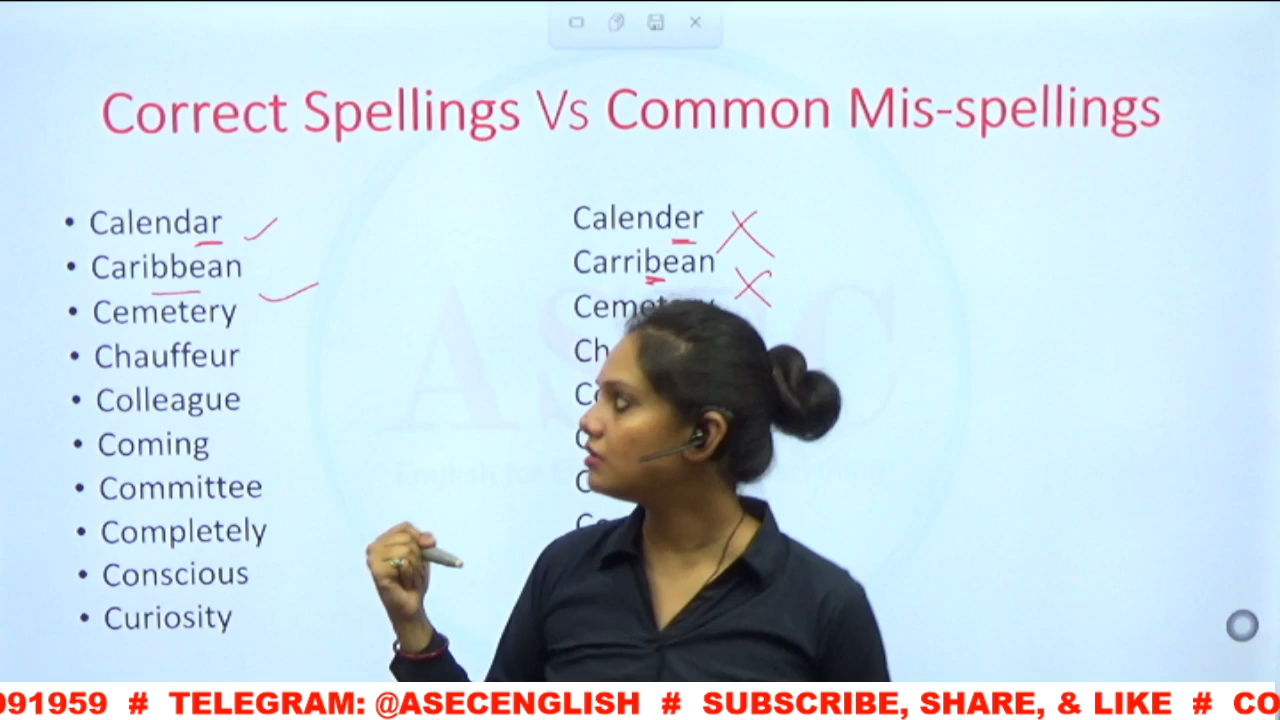 Correct Spellings Vs Common Mis-spellings
• Calendar
• Caribbean
• Cemetery
• Chauffeur
• Colleague
• Coming
• Committee
• Completely
• Conscious
• Curiosity
Calender
Carribean
991959 # TELEGRAM: @ASECENGLISH # SUBSCRIBE, SHARE, & LIKE # CO